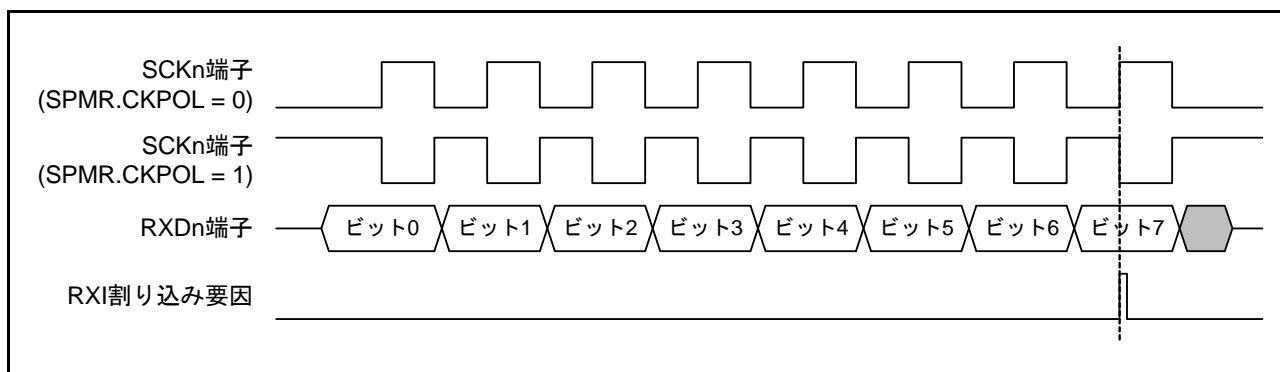 SCKn端子
(SPMR.CKPOL = 0)
SCKn端子
(SPMR.CKPOL = 1)
RXDn端子
ビット0 ビット1 ビット2 ビット3 ビット4 ビット5 ビット6 ビット7
RXI割り込み要因